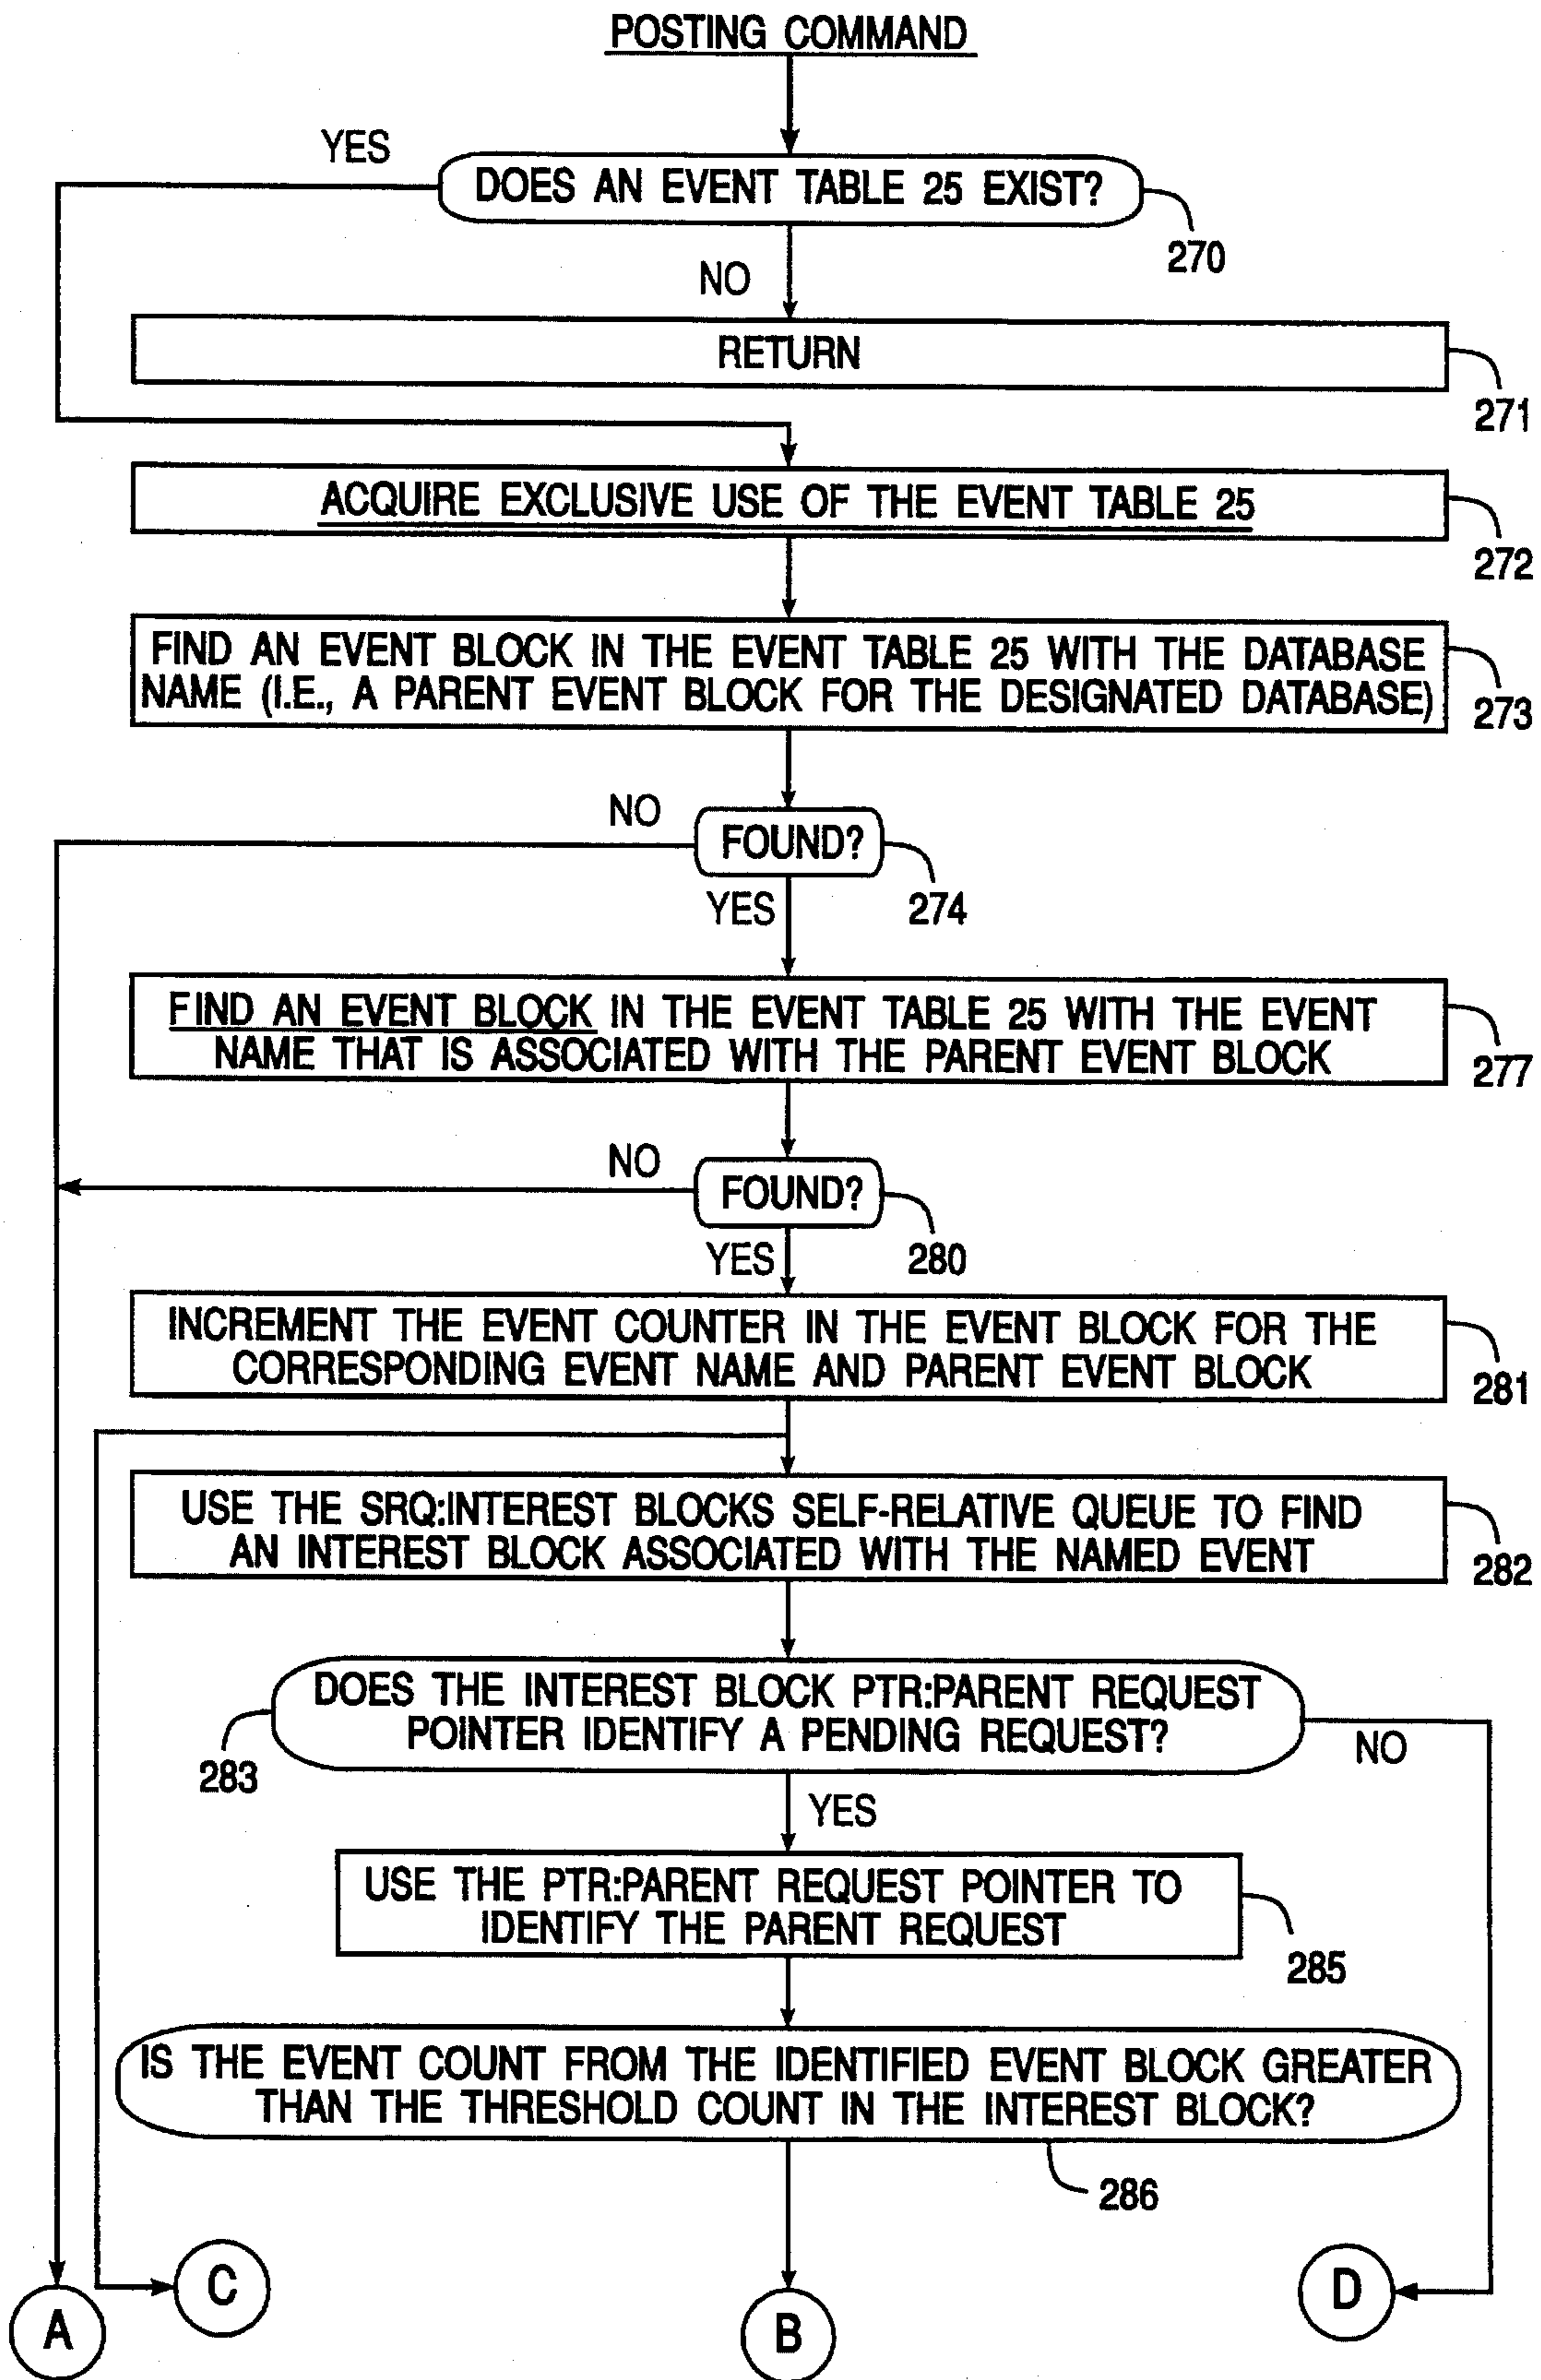 POSTING COMMAND
YES
DOES AN EVENT TABLE 25 EXIST?
270
NO
RETURN
271
ACQUIRE EXCLUSIVE USE OF THE EVENT TABLE 25
272
FIND AN EVENT BLOCK IN THE EVENT TABLE 25 WITH THE DATABASE
NAME (I.E., A PARENT EVENT BLOCK FOR THE DESIGNATED DATABASE)
273
NO
FOUND?
274
YES
FIND AN EVENT BLOCK IN THE EVENT TABLE 25 WITH THE EVENT
NAME THAT IS ASSOCIATED WITH THE PARENT EVENT BLOCK
277
NO
FOUND?
280
YES
INCREMENT THE EVENT COUNTER IN THE EVENT BLOCK FOR THE
CORRESPONDING EVENT NAME AND PARENT EVENT BLOCK
281
USE THE SRQ:INTEREST BLOCKS SELF-RELATIVE QUEUE TO FIND
AN INTEREST BLOCK ASSOCIATED WITH THE NAMED EVENT
282
DOES THE INTEREST BLOCK PTR:PARENT REQUEST
POINTER IDENTIFY A PENDING REQUEST?
283
NO
YES
USE THE PTR:PARENT REQUEST POINTER TO
IDENTIFY THE PARENT REQUEST
285
IS THE EVENT COUNT FROM THE IDENTIFIED EVENT BLOCK GREATER
THAN THE THRESHOLD COUNT IN THE INTEREST BLOCK?
286
A
C
B
D